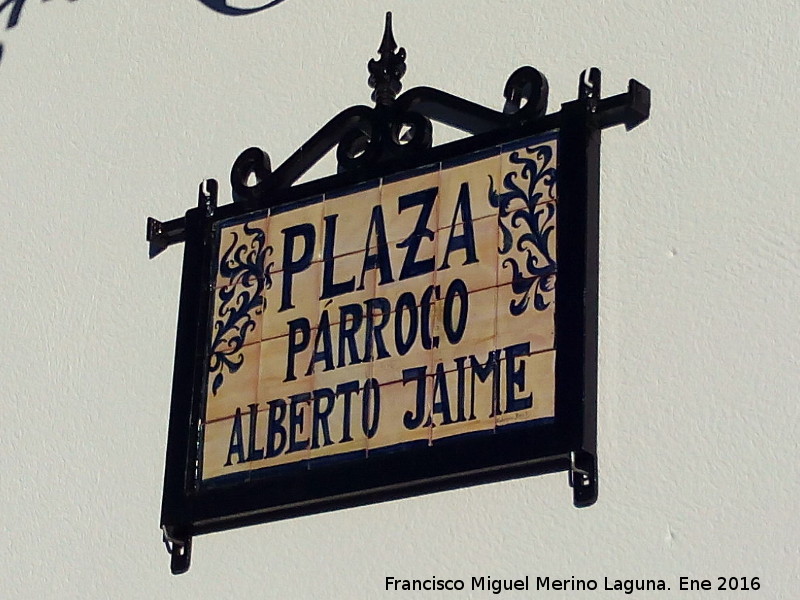 PLAZA
PÁRROCO
ALBERTO JAIME
Francisco Miguel Merino Laguna. Ene 2016